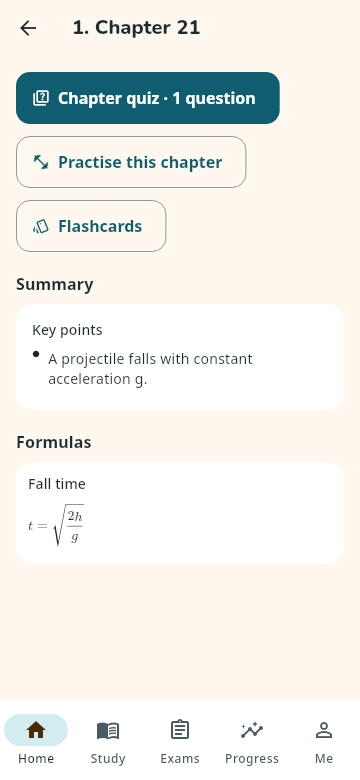 1. Chapter 21
Chapter quiz · 1 question
Practise this chapter
Flashcards
Summary
Key points
• A projectile falls with constant
acceleration g.
Formulas
Fall time
t = √(2h/g)
Home Study Exams Progress Me